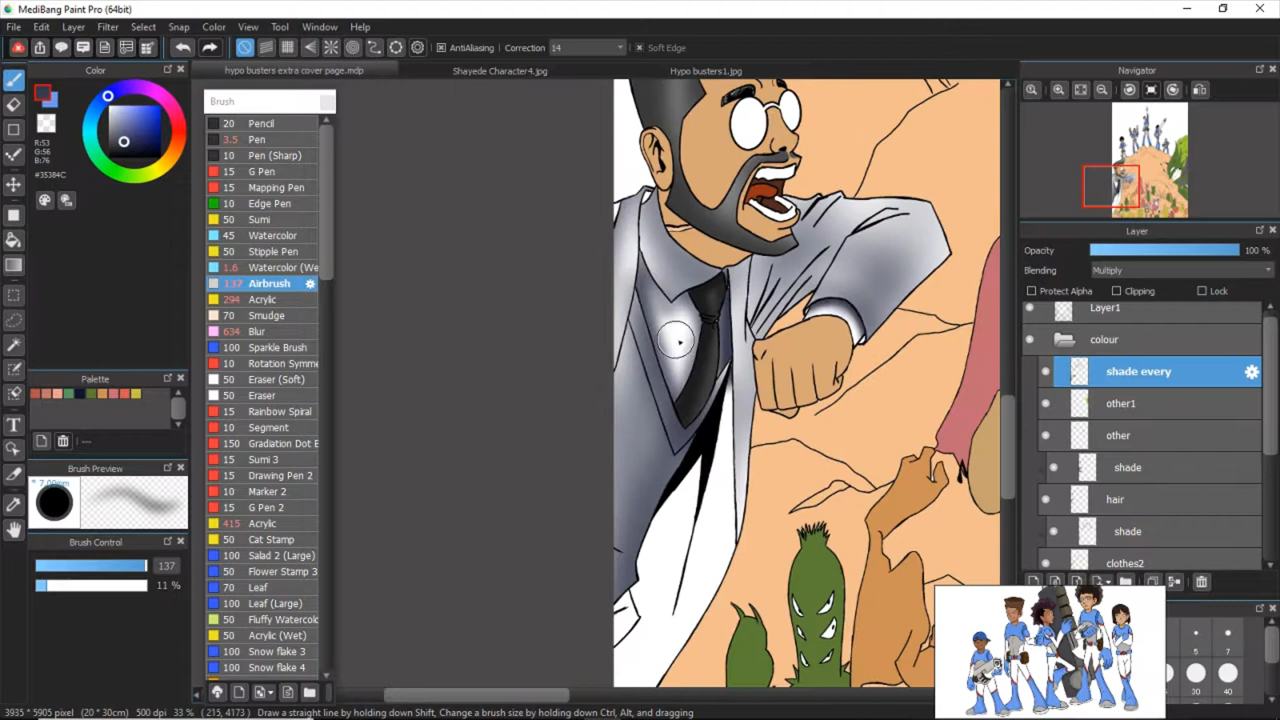 MediBang Paint Pro (64bit)
File Edit Layer Filter Select Snap Color View Tool Window Help
AntiAliasing Correction 14 Soft Edge
Color
hypo busters extra cover page.mdp Shayede Character4.jpg Hypo busters1.jpg
Navigator
R:53
G:56
B:76
#35384C
Brush
20 Pencil
3.5 Pen
10 Pen (Sharp)
15 G Pen
15 Mapping Pen
10 Edge Pen
50 Sumi
45 Watercolor
50 Stipple Pen
1.6 Watercolor (We
137 Airbrush
294 Acrylic
70 Smudge
634 Blur
100 Sparkle Brush
10 Rotation Symme
50 Eraser (Soft)
50 Eraser
15 Rainbow Spiral
10 Segment
150 Gradation Dot E
15 Sumi 3
15 Drawing Pen 2
10 Marker 2
15 G Pen 2
415 Acrylic
50 Cat Stamp
100 Salad 2 (Large)
50 Flower Stamp 3
70 Leaf
100 Leaf (Large)
50 Fluffy Watercolo
50 Acrylic (Wet)
100 Snow flake 3
100 Snow flake 4
Palette
---
Brush Preview
* 7.00mm
Brush Control
137
11 %
Layer
Opacity 100 %
Blending Multiply
Protect Alpha Clipping Lock
Layer1
colour
shade every
other1
other
shade
hair
shade
clothes2
5 7
30 40
3935 * 5905 pixel (20 * 30cm) 500 dpi 33 % ( 215, 4173 ) Draw a straight line by holding down Shift, Change a brush size by holding down Ctrl, Alt, and dragging